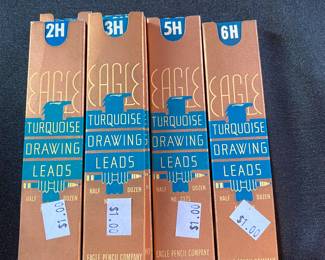 2H
EAGLE
TURQUOISE
DRAWING
LEADS
HALF DOZEN
$1.00
3H
EAGLE
TURQUOISE
DRAWING
LEADS
HALF DOZEN
$1.00
EAGLE PENCIL COMPANY
5H
EAGLE
TURQUOISE
DRAWING
LEADS
HALF DOZEN
$1.00
EAGLE PENCIL COMPANY
6H
EAGLE
TURQUOISE
DRAWING
LEADS
HALF DOZEN
$1.00